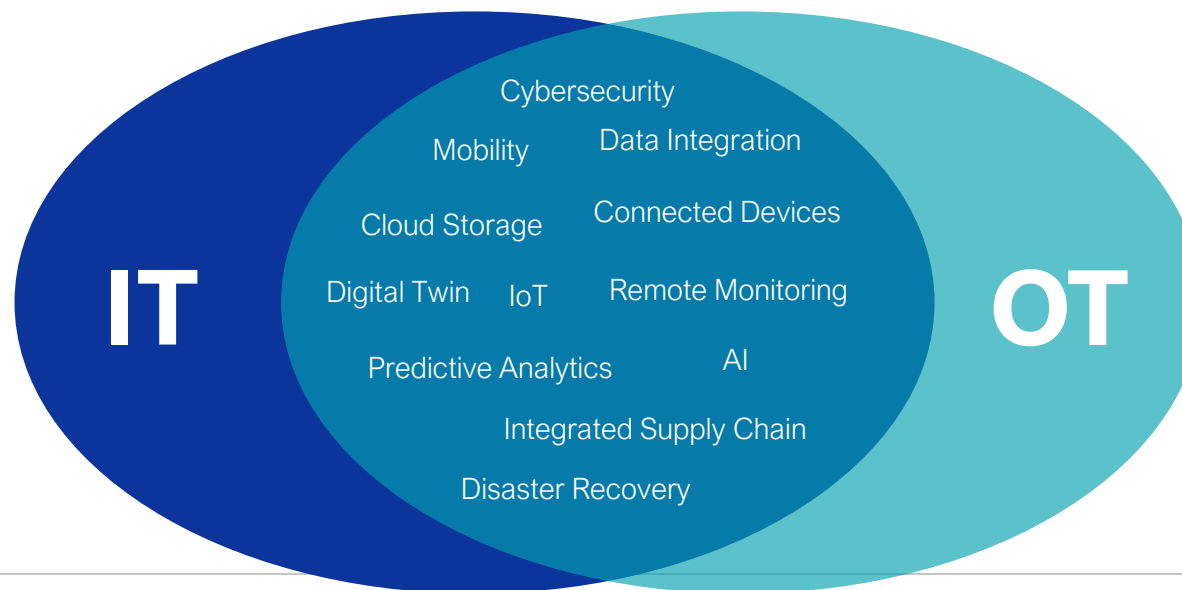 Cybersecurity
Mobility
Data Integration
Cloud Storage
Connected Devices
IT
Digital Twin
IoT
Remote Monitoring
OT
Predictive Analytics
AI
Integrated Supply Chain
Disaster Recovery